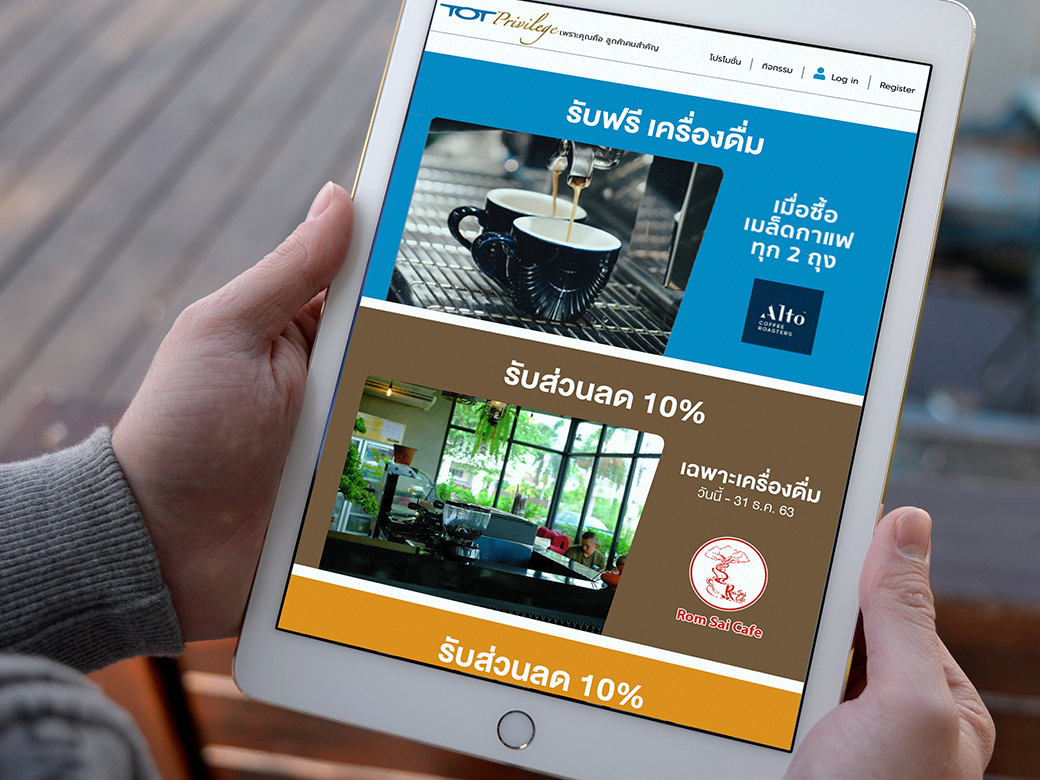 TOT Privilege เพราะคุณคือ ลูกค้าคนสำคัญ
โปรโมชั่น | กิจกรรม | Log in | Register
รับฟรี เครื่องดื่ม
เมื่อซื้อ
เมล็ดกาแฟ
ทุก 2 ถุง
Alto
COFFEE
ROASTERS
รับส่วนลด 10%
เฉพาะเครื่องดื่ม
วันนี้ - 31 ธ.ค. 63
Rom Sai Cafe
รับส่วนลด 10%